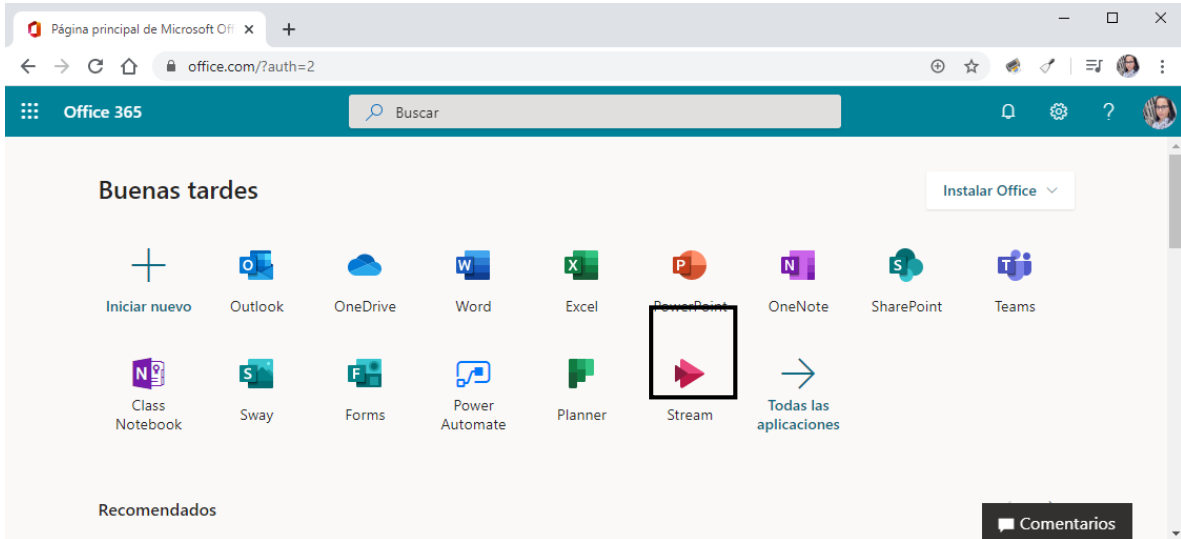 Página principal de Microsoft Off
office.com/?auth=2
Office 365
Buscar
?
Buenas tardes
Instalar Office
Iniciar nuevo
Outlook
OneDrive
Word
Excel
PowerPoint
OneNote
SharePoint
Teams
Class
Notebook
Sway
Forms
Power
Automate
Planner
Stream
Todas las
aplicaciones
Recomendados
Comentarios